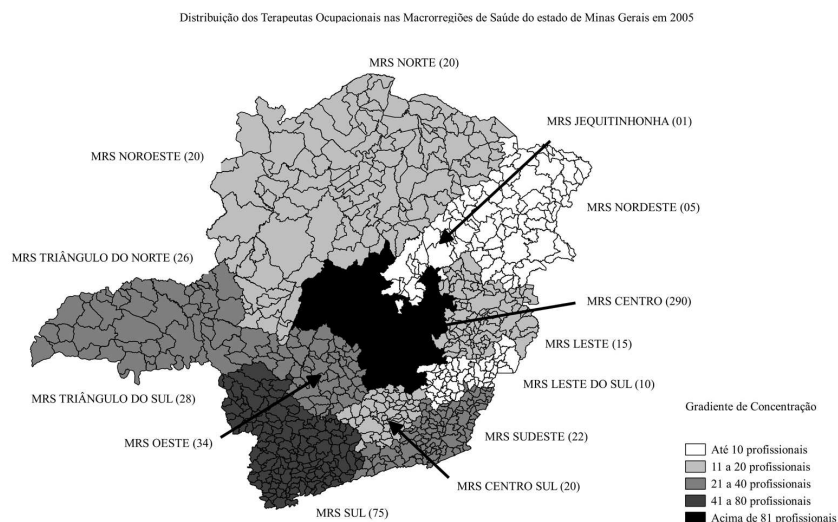 Distribuição dos Terapeutas Ocupacionais nas Macrorregiões de Saúde do estado de Minas Gerais em 2005
MRS NORTE (20)
MRS JEQUITINHONHA (01)
MRS NOROESTE (20)
MRS NORDESTE (05)
MRS TRIÂNGULO DO NORTE (26)
MRS CENTRO (290)
MRS LESTE (15)
MRS LESTE DO SUL (10)
MRS TRIÂNGULO DO SUL (28)
MRS OESTE (34)
MRS SUDESTE (22)
MRS CENTRO SUL (20)
MRS SUL (75)
Gradiente de Concentração
Até 10 profissionais
11 a 20 profissionais
21 a 40 profissionais
41 a 80 profissionais
Acima de 81 profissionais